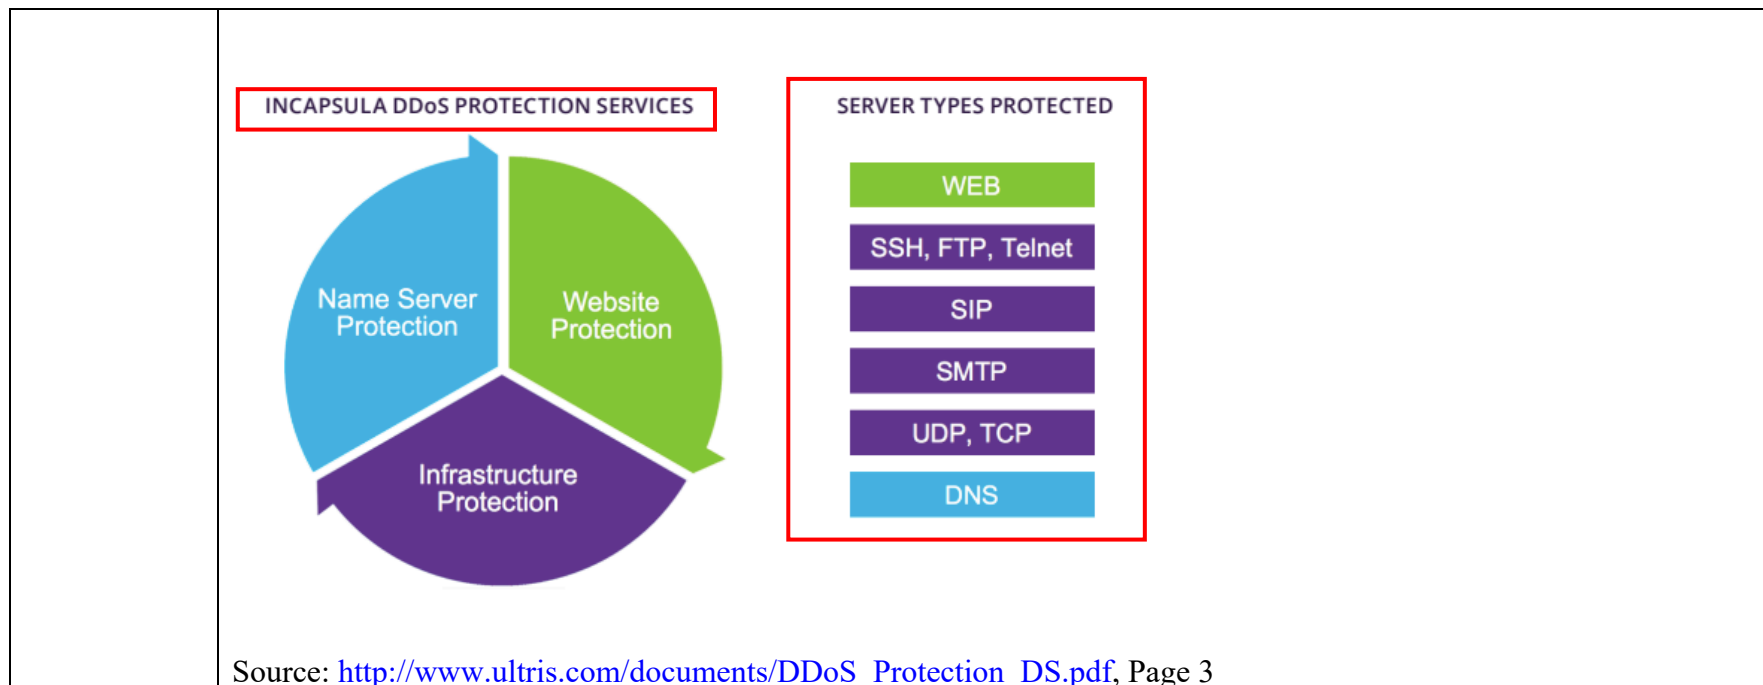 INCAPSULA DDoS PROTECTION SERVICES
Name Server
Protection
Website
Protection
Infrastructure
Protection
SERVER TYPES PROTECTED
WEB
SSH, FTP, Telnet
SIP
SMTP
UDP, TCP
DNS
Source: http://www.ultris.com/documents/DDoS_Protection_DS.pdf, Page 3